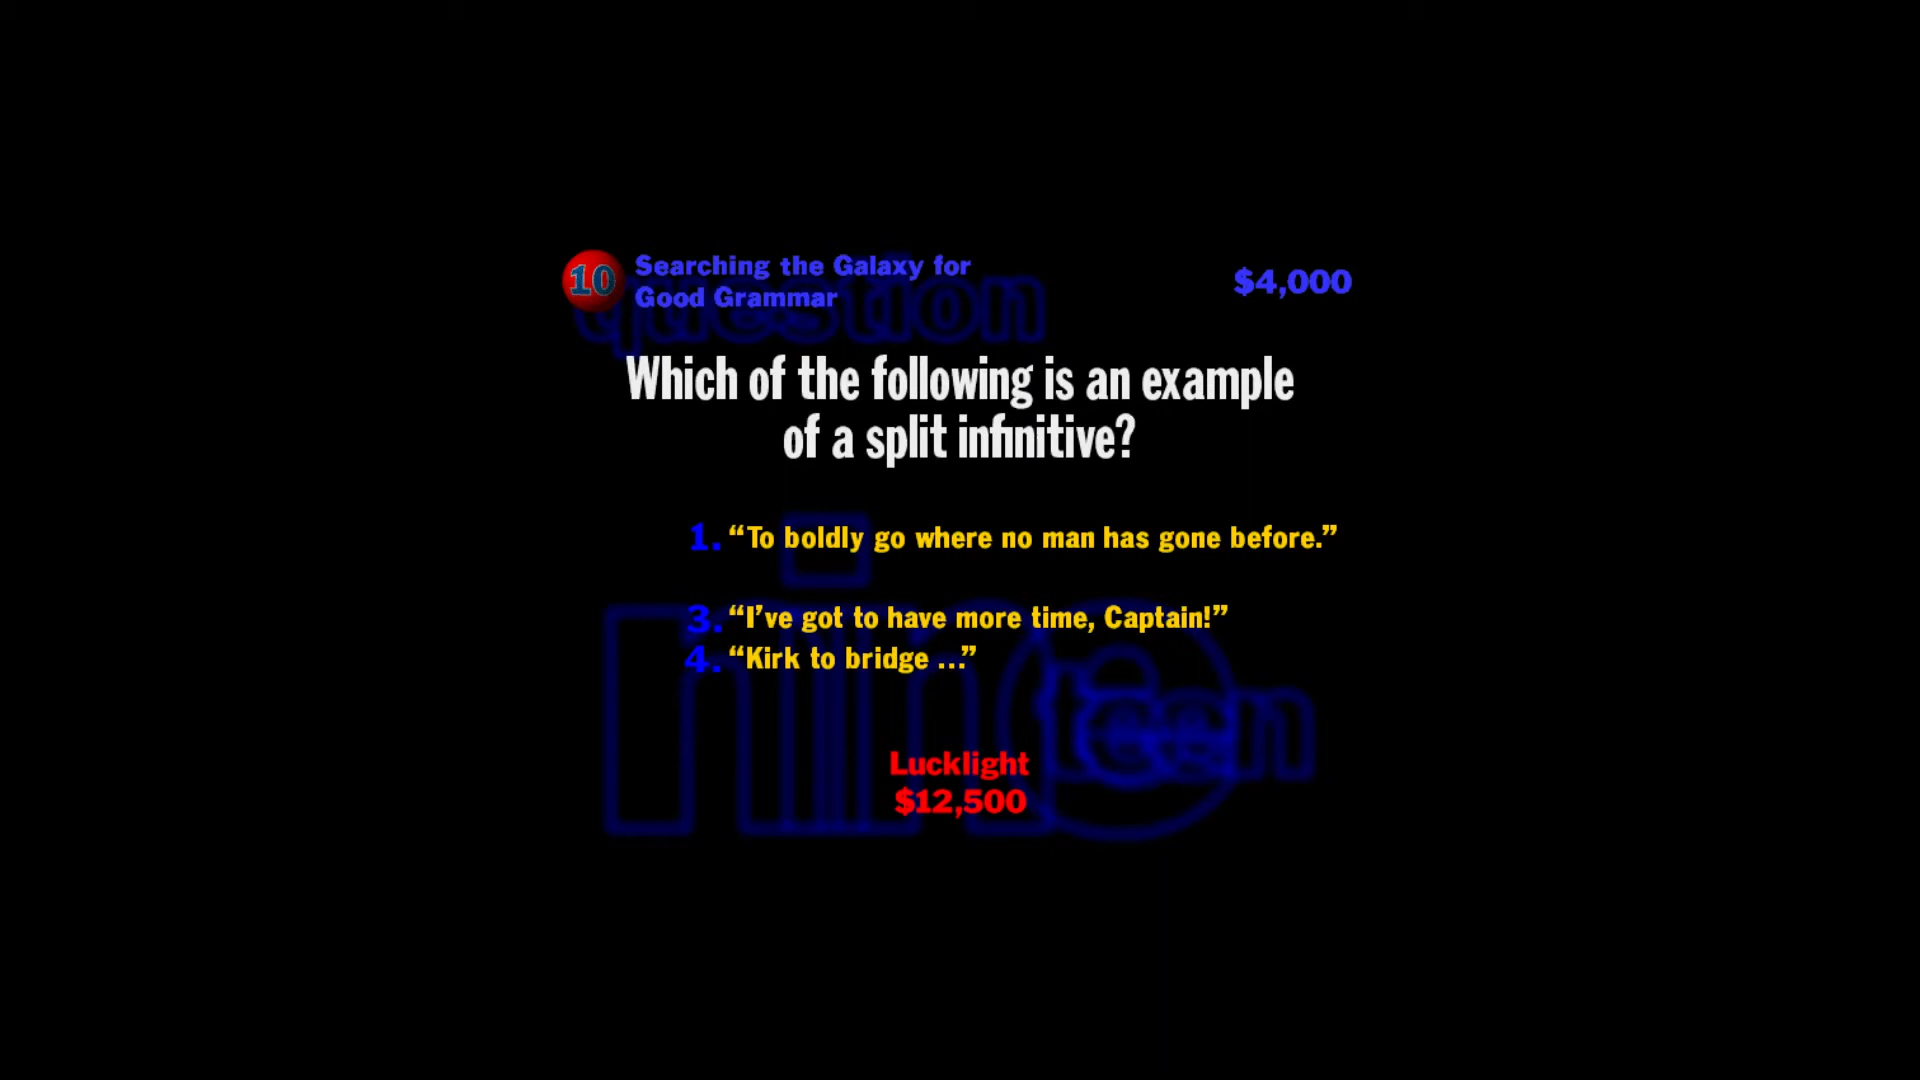 10
Searching the Galaxy for
Good Grammar
$4,000
question
Which of the following is an example
of a split infinitive?
1. “To boldly go where no man has gone before.”
3. “I’ve got to have more time, Captain!”
4. “Kirk to bridge ...”
nineteen
Lucklight
$12,500